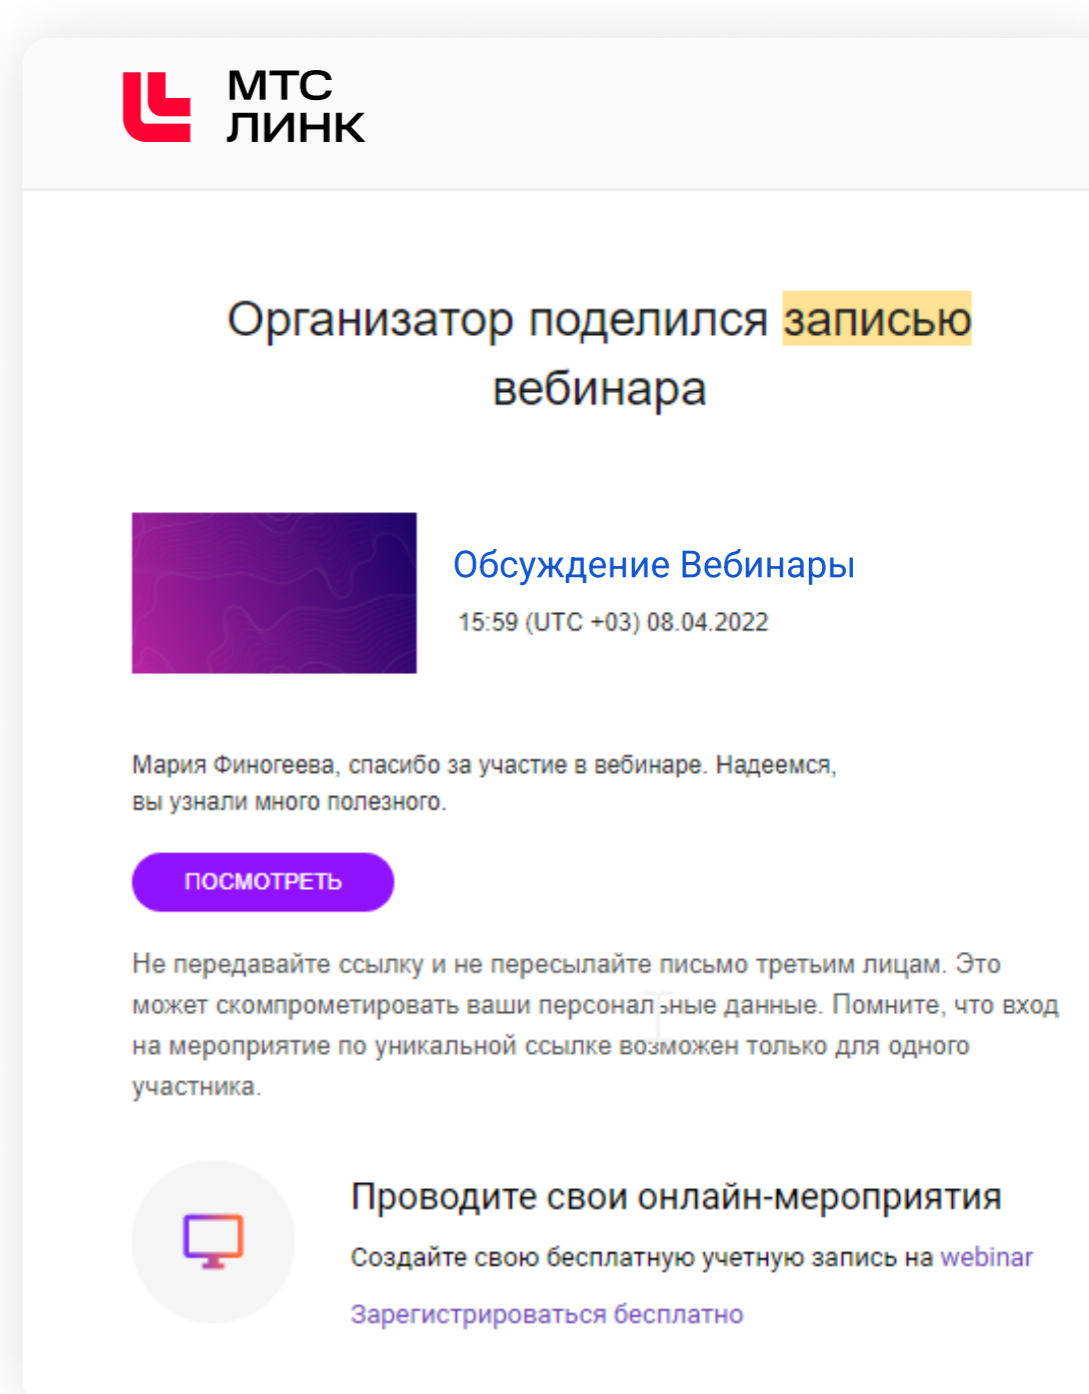 МТС
ЛИНК
Организатор поделился записью
вебинара
Обсуждение Вебинары
15:59 (UTC +03) 08.04.2022
Мария Финогеева, спасибо за участие в вебинаре. Надеемся,
вы узнали много полезного.
ПОСМОТРЕТЬ
Не передавайте ссылку и не пересылайте письмо третьим лицам. Это
может скомпрометировать ваши персональные данные. Помните, что вход
на мероприятие по уникальной ссылке возможен только для одного
участника.
Проводите свои онлайн-мероприятия
Создайте свою бесплатную учетную запись на webinar
Зарегистрироваться бесплатно